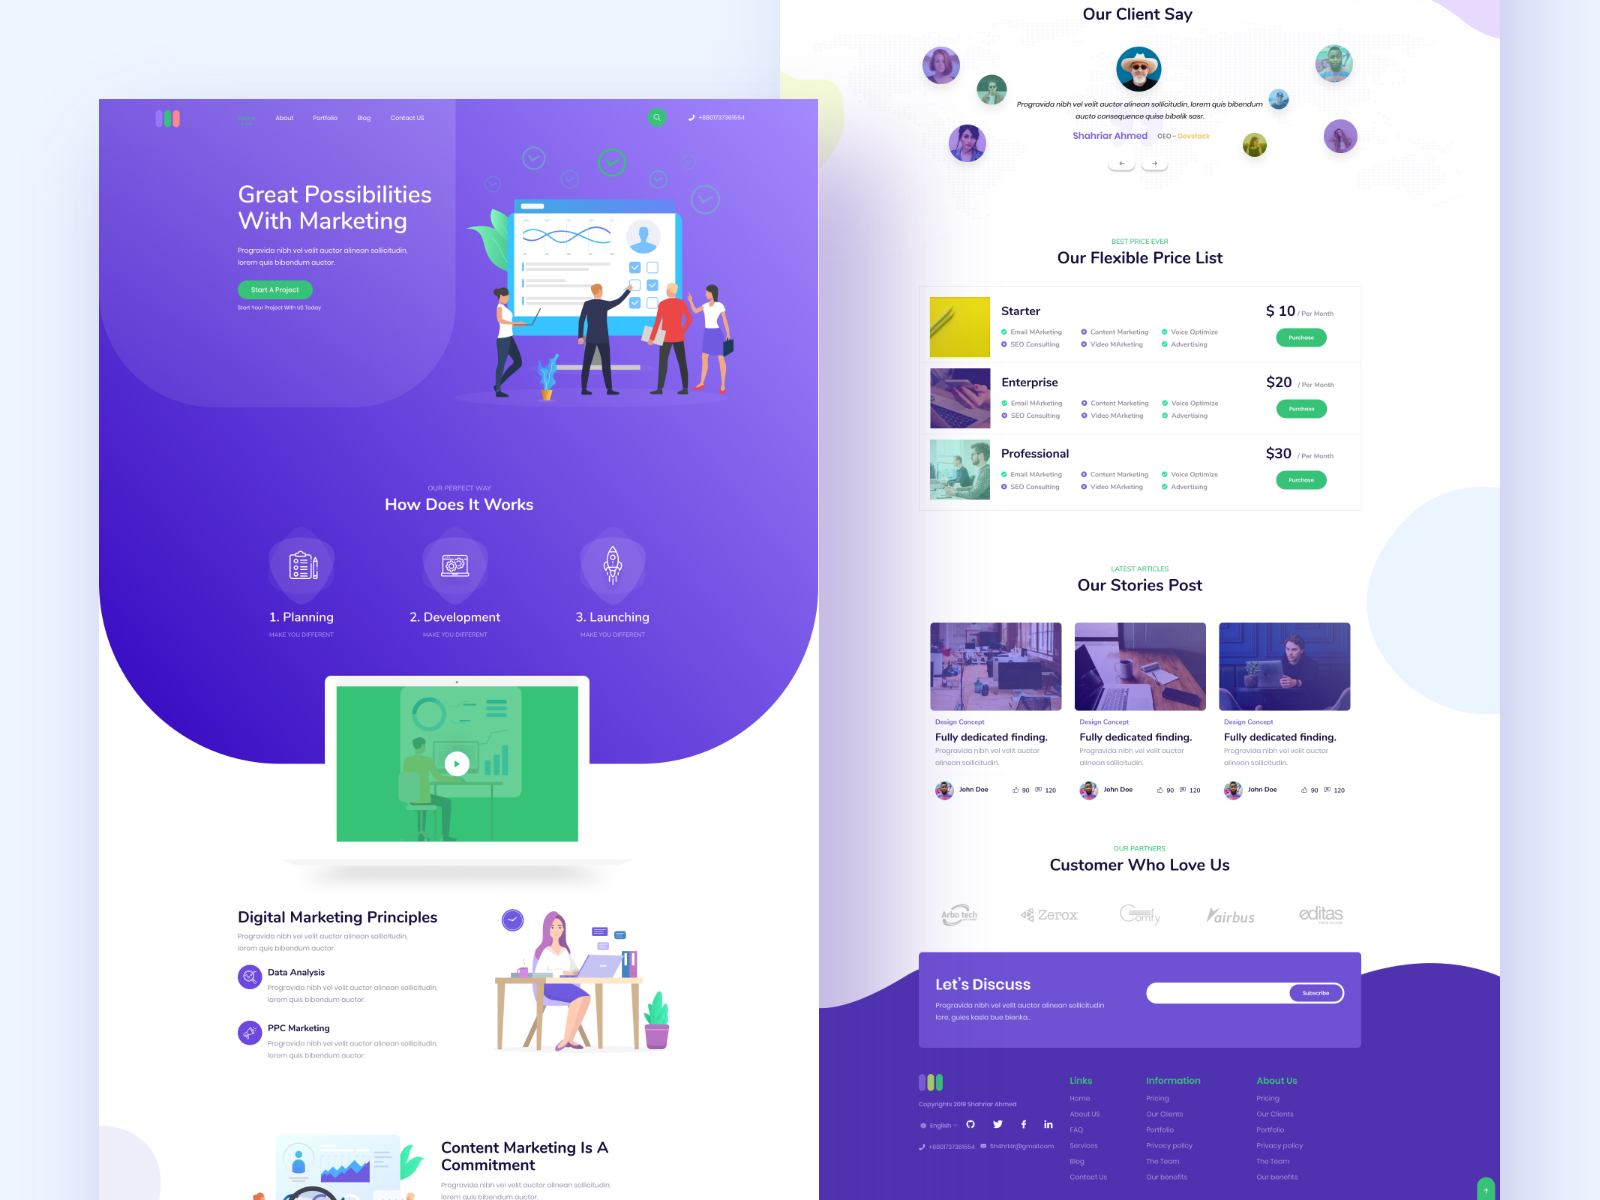 Home
About
Portfolio
Blog
Contact US
+8801737361664
Great Possibilities
With Marketing
Progravida nibh vel velit auctor alinean sollicitudin,
lorem quis bibendum auctor.
Start A Project
Start Your Project With US Today
OUR PERFECT WAY
How Does It Works
1. Planning
MAKE YOU DIFFERENT
2. Development
MAKE YOU DIFFERENT
3. Launching
MAKE YOU DIFFERENT
Digital Marketing Principles
Progravida nibh vel velit auctor alinean sollicitudin,
lorem quis bibendum auctor.
Data Analysis
Progravida nibh vel velit auctor alinean sollicitudin,
lorem quis bibendum auctor.
PPC Marketing
Progravida nibh vel velit auctor alinean sollicitudin,
lorem quis bibendum auctor.
Content Marketing Is A
Commitment
Progravida nibh vel velit auctor alinean sollicitudin,
lorem quis bibendum auctor.
Our Client Say
Progravida nibh vel velit auctor alinean sollicitudin, lorem quis bibendum
aucto consequence quise bibelik sasr.
Shahriar Ahmed CEO - Devstack
BEST PRICE EVER
Our Flexible Price List
Starter
Email MArketing
Content Marketing
Voice Optimize
SEO Consulting
Video MArketing
Advertising
$ 10 / Per Month
Purchase
Enterprise
Email MArketing
Content Marketing
Voice Optimize
SEO Consulting
Video MArketing
Advertising
$20 / Per Month
Purchase
Professional
Email MArketing
Content Marketing
Voice Optimize
SEO Consulting
Video MArketing
Advertising
$30 / Per Month
Purchase
LATEST ARTICLES
Our Stories Post
Design Concept
Fully dedicated finding.
Progravida nibh vel velit auctor
alinean sollicitudin.
John Doe 90 120
Design Concept
Fully dedicated finding.
Progravida nibh vel velit auctor
alinean sollicitudin.
John Doe 90 120
Design Concept
Fully dedicated finding.
Progravida nibh vel velit auctor
alinean sollicitudin.
John Doe 90 120
OUR PARTNERS
Customer Who Love Us
Arbo tech
Zerox
Comfy
airbus
editas
Let's Discuss
Progravida nibh vel velit auctor alinean sollicitudin
lore, guies kasla bue bienka..
Subscribe
Copyrights 2019 Shahriar Ahmed
English
+8801737361664
Links
Home
About US
FAQ
Services
Blog
Contact Us
Information
Pricing
Our Clients
Portfolio
Privacy policy
The Team
Our benefits
About Us
Pricing
Our Clients
Portfolio
Privacy policy
The Team
Our benefits